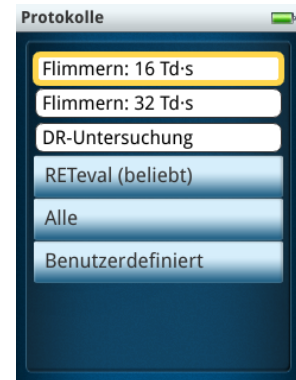 Protokolle
Flimmern: 16 Td·s
Flimmern: 32 Td·s
DR-Untersuchung
RETeval (beliebt)
Alle
Benutzerdefiniert